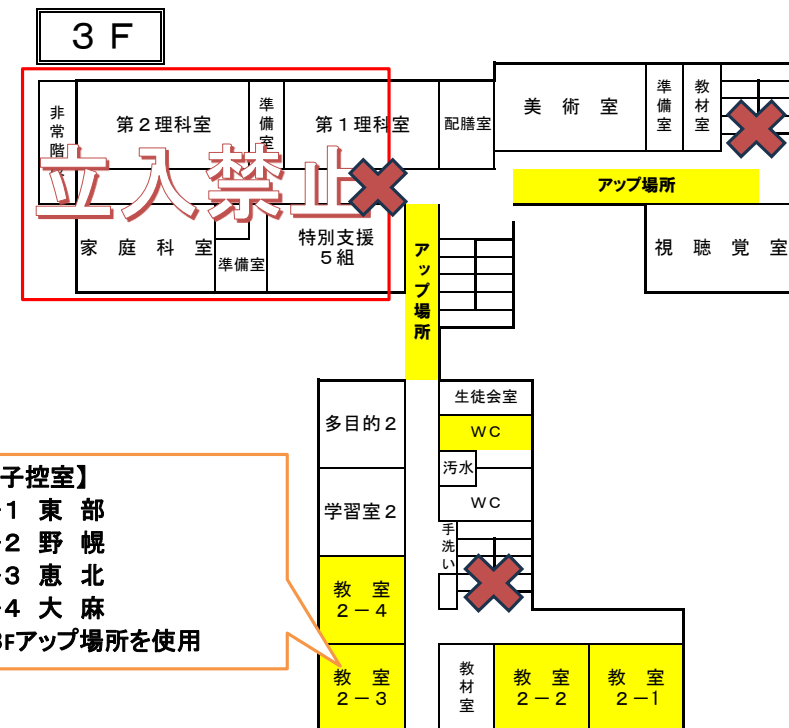 ３Ｆ
非常階
第２理科室
準備室
第１理科室
配膳室
美術室
準備室
教材室
立入禁止
アップ場所
家庭科室
準備室
特別支援
５組
アップ場所
視聴覚室
多目的２
生徒会室
ＷＣ
汚水
学習室２
ＷＣ
手洗い
子控室】
-１ 東 部
-２ 野 幌
-３ 恵 北
-４ 大 麻
3Fアップ場所を使用
教 室
２－４
教 室
２－３
教材室
教 室
２－２
教 室
２－１